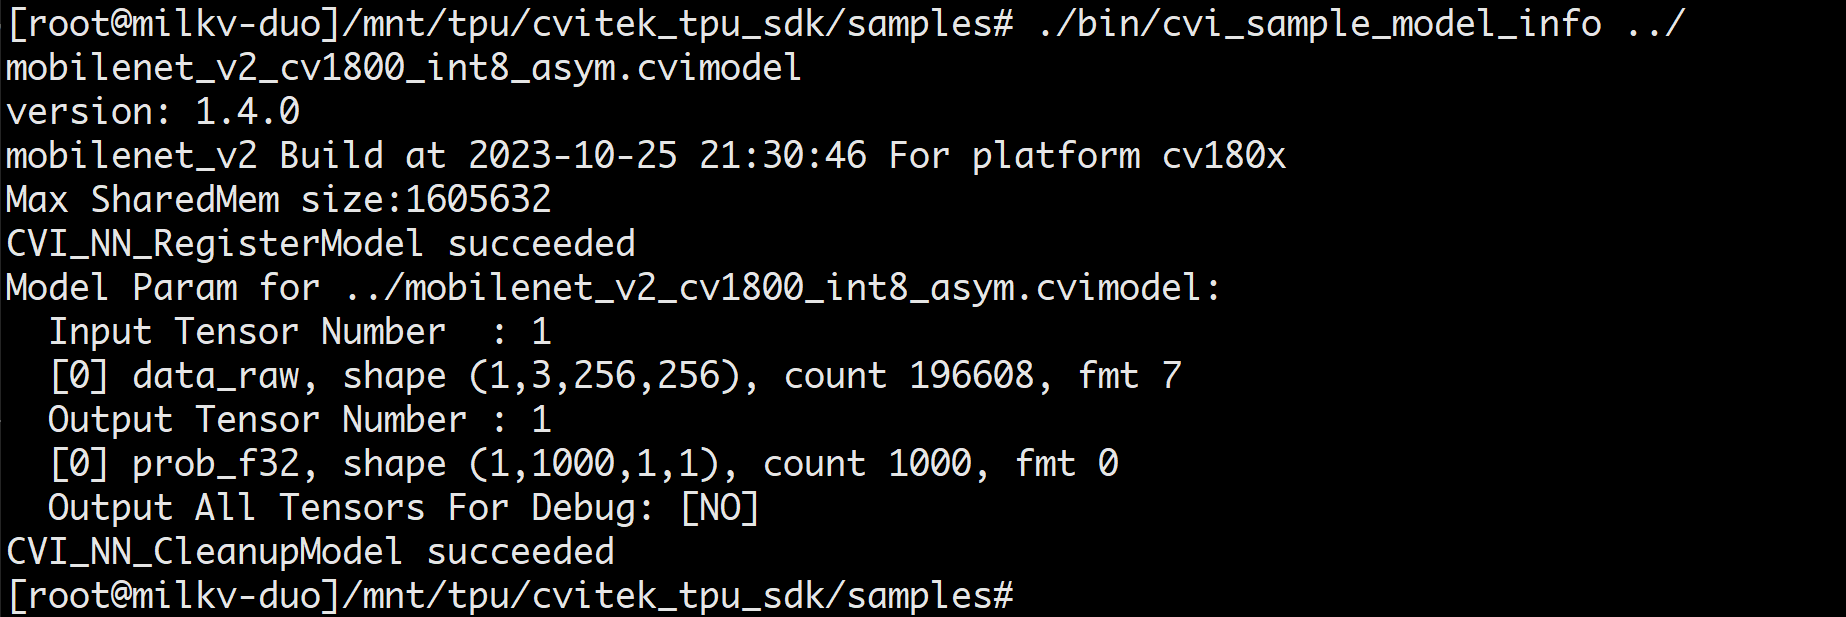 [root@milkv-duo]/mnt/tpu/cvitek_tpu_sdk/samples# ./bin/cvi_sample_model_info ../
mobilenet_v2_cv1800_int8_asym.cvimodel
version: 1.4.0
mobilenet_v2 Build at 2023-10-25 21:30:46 For platform cv180x
Max SharedMem size:1605632
CVI_NN_RegisterModel succeeded
Model Param for ../mobilenet_v2_cv1800_int8_asym.cvimodel:
  Input Tensor Number  : 1
  [0] data_raw, shape (1,3,256,256), count 196608, fmt 7
  Output Tensor Number : 1
  [0] prob_f32, shape (1,1000,1,1), count 1000, fmt 0
  Output All Tensors For Debug: [NO]
CVI_NN_CleanupModel succeeded
[root@milkv-duo]/mnt/tpu/cvitek_tpu_sdk/samples#